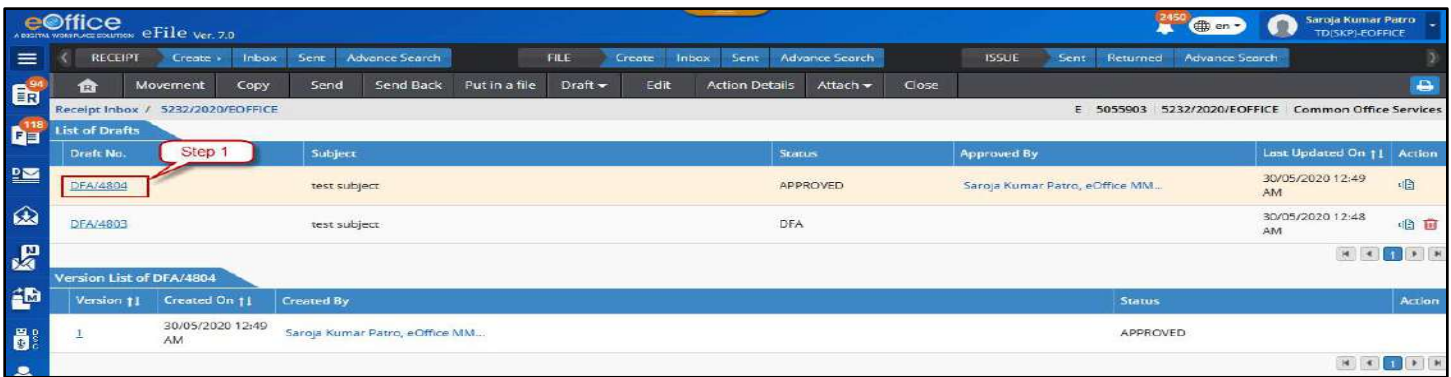 eOffice
A DIGITAL WORKPLACE SOLUTION eFile Ver. 7.0
2450 en Saroja Kumar Patro
TD(SKP)-EOFFICE
RECEIPT Create Inbox Sent Advance Search FILE Create Inbox Sent Advance Search ISSUE Sent Returned Advance Search
94 ER
Movement Copy Send Send Back Put in a file Draft Edit Action Details Attach Close
Receipt Inbox / 5232/2020/EOFFICE E 5055903 5232/2020/EOFFICE Common Office Services
118 FE
List of Drafts
Draft No. Step 1 Subject Status Approved By Last Updated On Action
DFA/4804 test subject APPROVED Saroja Kumar Patro, eOffice MM... 30/05/2020 12:49
AM
DFA/4803 test subject DFA 30/05/2020 12:48
AM
1
Version List of DFA/4804
Version Created On Created By Status Action
1 30/05/2020 12:49
AM Saroja Kumar Patro, eOffice MM... APPROVED
DSC
1